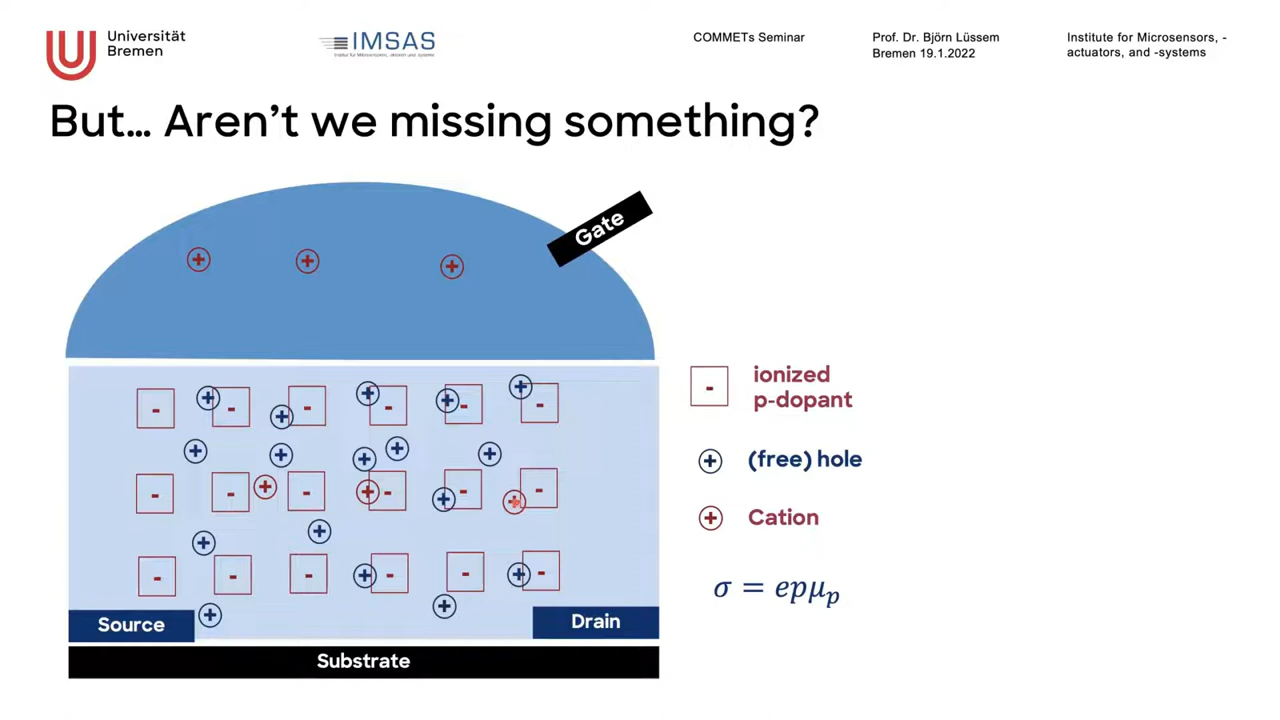 Universität
Bremen
IMSAS
COMMETs Seminar
Prof. Dr. Björn Lüssem
Bremen 19.1.2022
Institute for Microsensors, -
actuators, and -systems
But... Aren't we missing something?
Gate
+ + +
- - - - - -
+ + + + + +
+ + + + + +
- - - - - -
+ + + +
+ +
- - - - - -
+ +
+ +
Source
Drain
Substrate
- ionized
p-dopant
+ (free) hole
+ Cation
σ = epμₚ